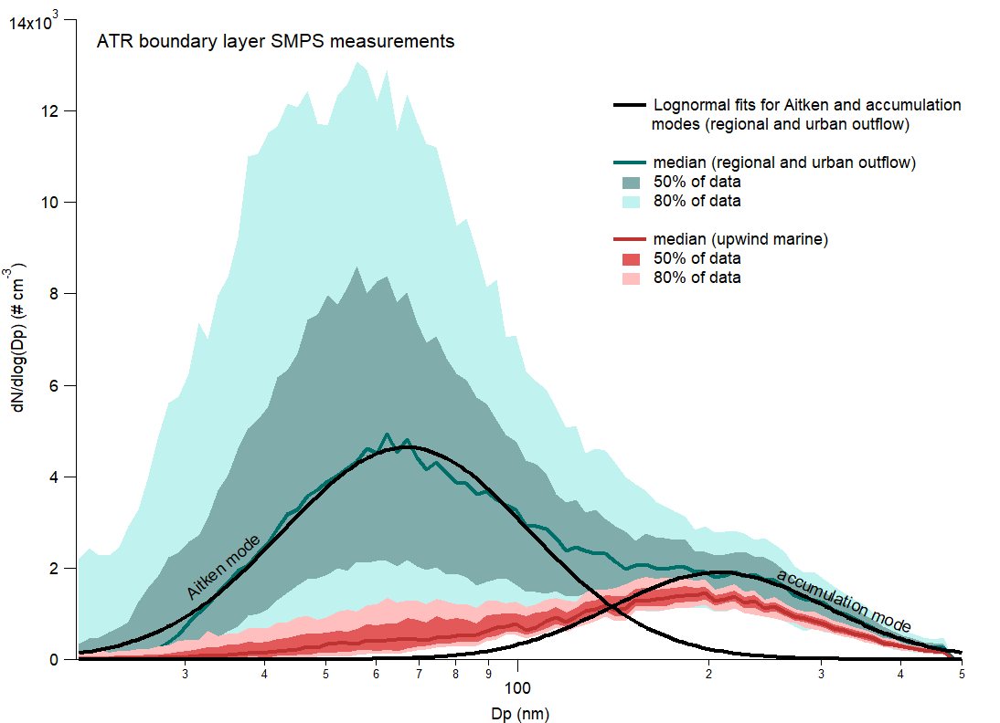 14x10³
ATR boundary layer SMPS measurements
Lognormal fits for Aitken and accumulation
modes (regional and urban outflow)
median (regional and urban outflow)
50% of data
80% of data
median (upwind marine)
50% of data
80% of data
12
10
8
6
4
2
0
dN/dlog(Dp) (# cm⁻³)
Aitken mode
accumulation mode
3 4 5 6 7 8 9 100 2 3 4 5
Dp (nm)